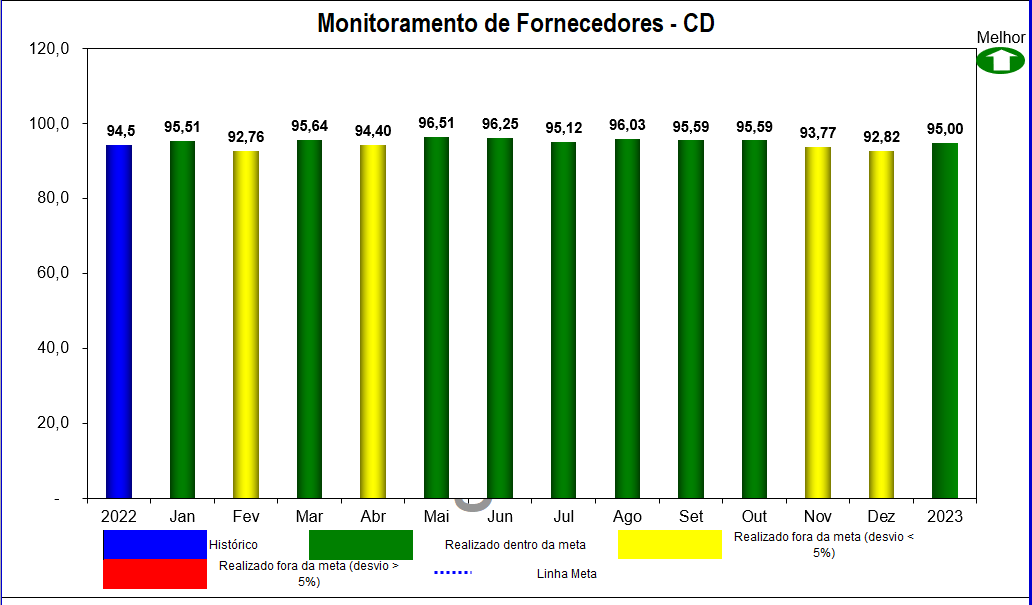 Monitoramento de Fornecedores - CD
Melhor
120,0
100,0
80,0
60,0
40,0
20,0
-
94,5
95,51
92,76
95,64
94,40
96,51
96,25
95,12
96,03
95,59
95,59
93,77
92,82
95,00
2022 Jan Fev Mar Abr Mai Jun Jul Ago Set Out Nov Dez 2023
Histórico
Realizado dentro da meta
Realizado fora da meta (desvio <
5%)
Realizado fora da meta (desvio >
5%)
Linha Meta